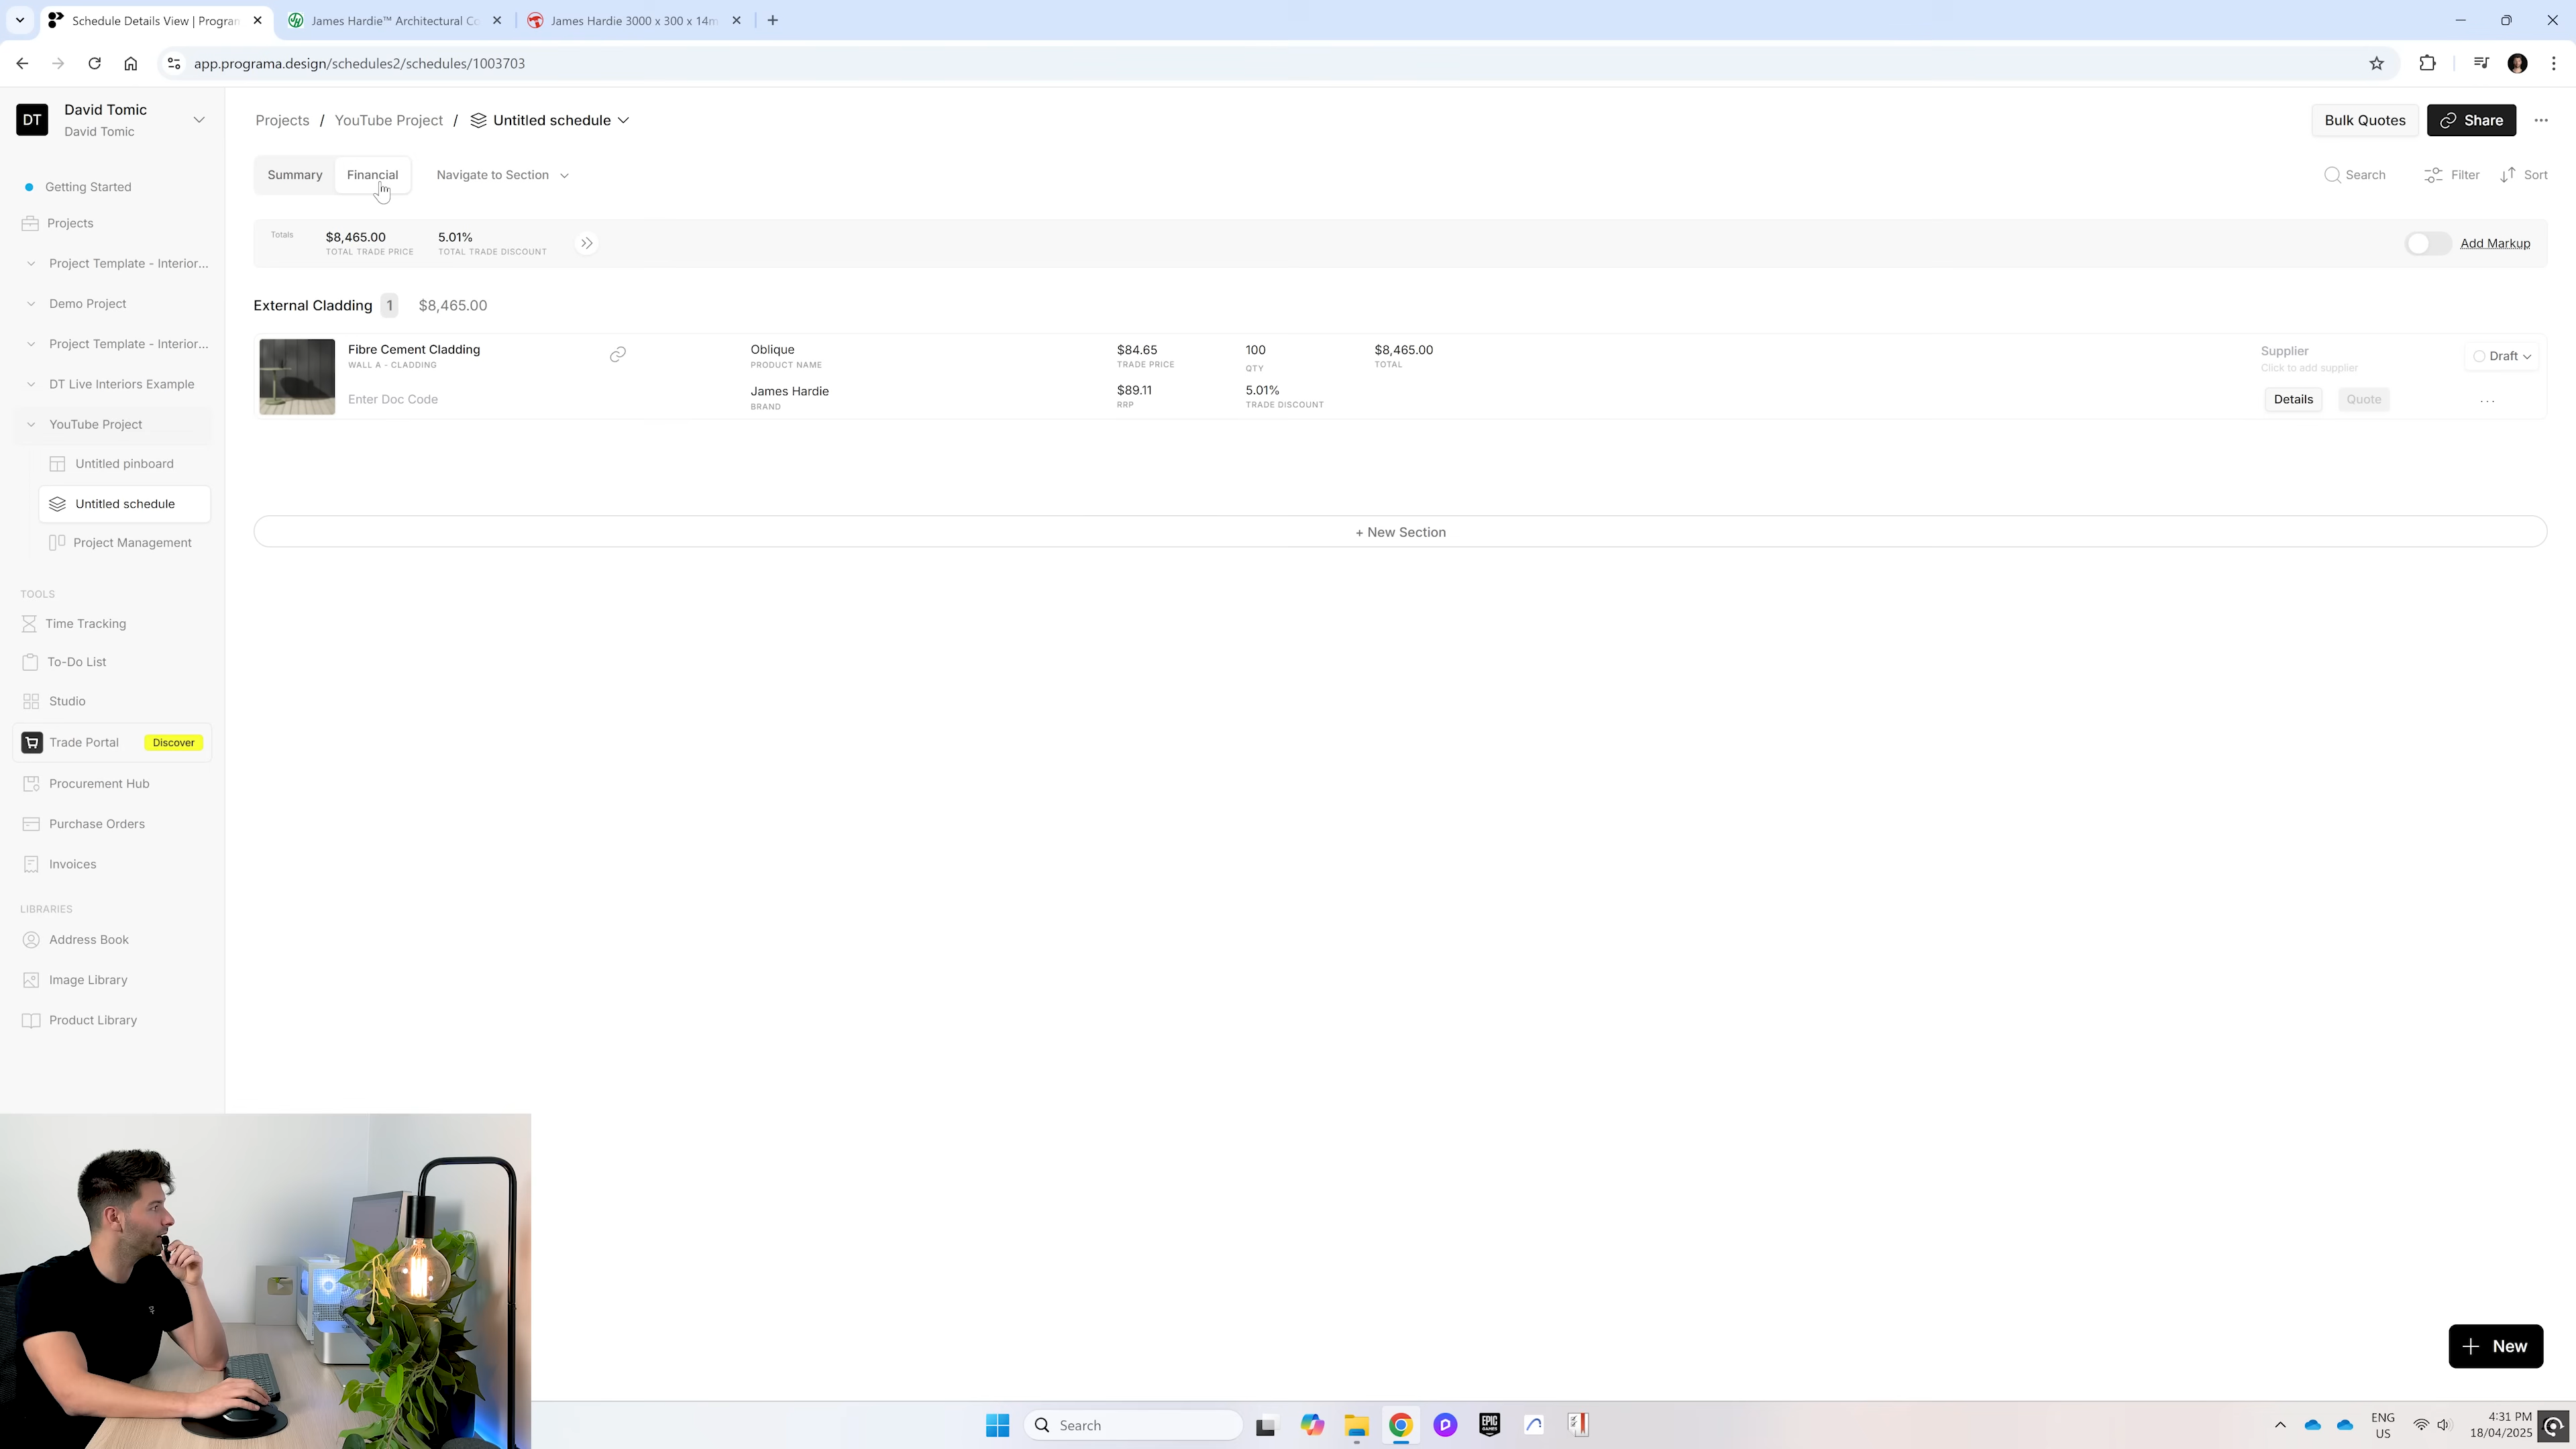 Schedule Details View | Program
James Hardie™ Architectural Co
James Hardie 3000 x 300 x 14m
app.programa.design/schedules2/schedules/1003703
DT
David Tomic
David Tomic
Projects / YouTube Project / Untitled schedule
Bulk Quotes
Share
Summary
Financial
Navigate to Section
Search
Filter
Sort
Totals
$8,465.00
TOTAL TRADE PRICE
5.01%
TOTAL TRADE DISCOUNT
Add Markup
External Cladding 1 $8,465.00
Fibre Cement Cladding
WALL A - CLADDING
Enter Doc Code
Oblique
PRODUCT NAME
James Hardie
BRAND
$84.65
TRADE PRICE
$89.11
RRP
100
QTY
5.01%
TRADE DISCOUNT
$8,465.00
TOTAL
Supplier
Click to add supplier
Draft
Details
Quote
+ New Section
Getting Started
Projects
Project Template - Interior...
Demo Project
Project Template - Interior...
DT Live Interiors Example
YouTube Project
Untitled pinboard
Untitled schedule
Project Management
TOOLS
Time Tracking
To-Do List
Studio
Trade Portal Discover
Procurement Hub
Purchase Orders
Invoices
LIBRARIES
Address Book
Image Library
Product Library
+ New
Search
EPIC GAMES
ENG
US
4:31 PM
18/04/2025